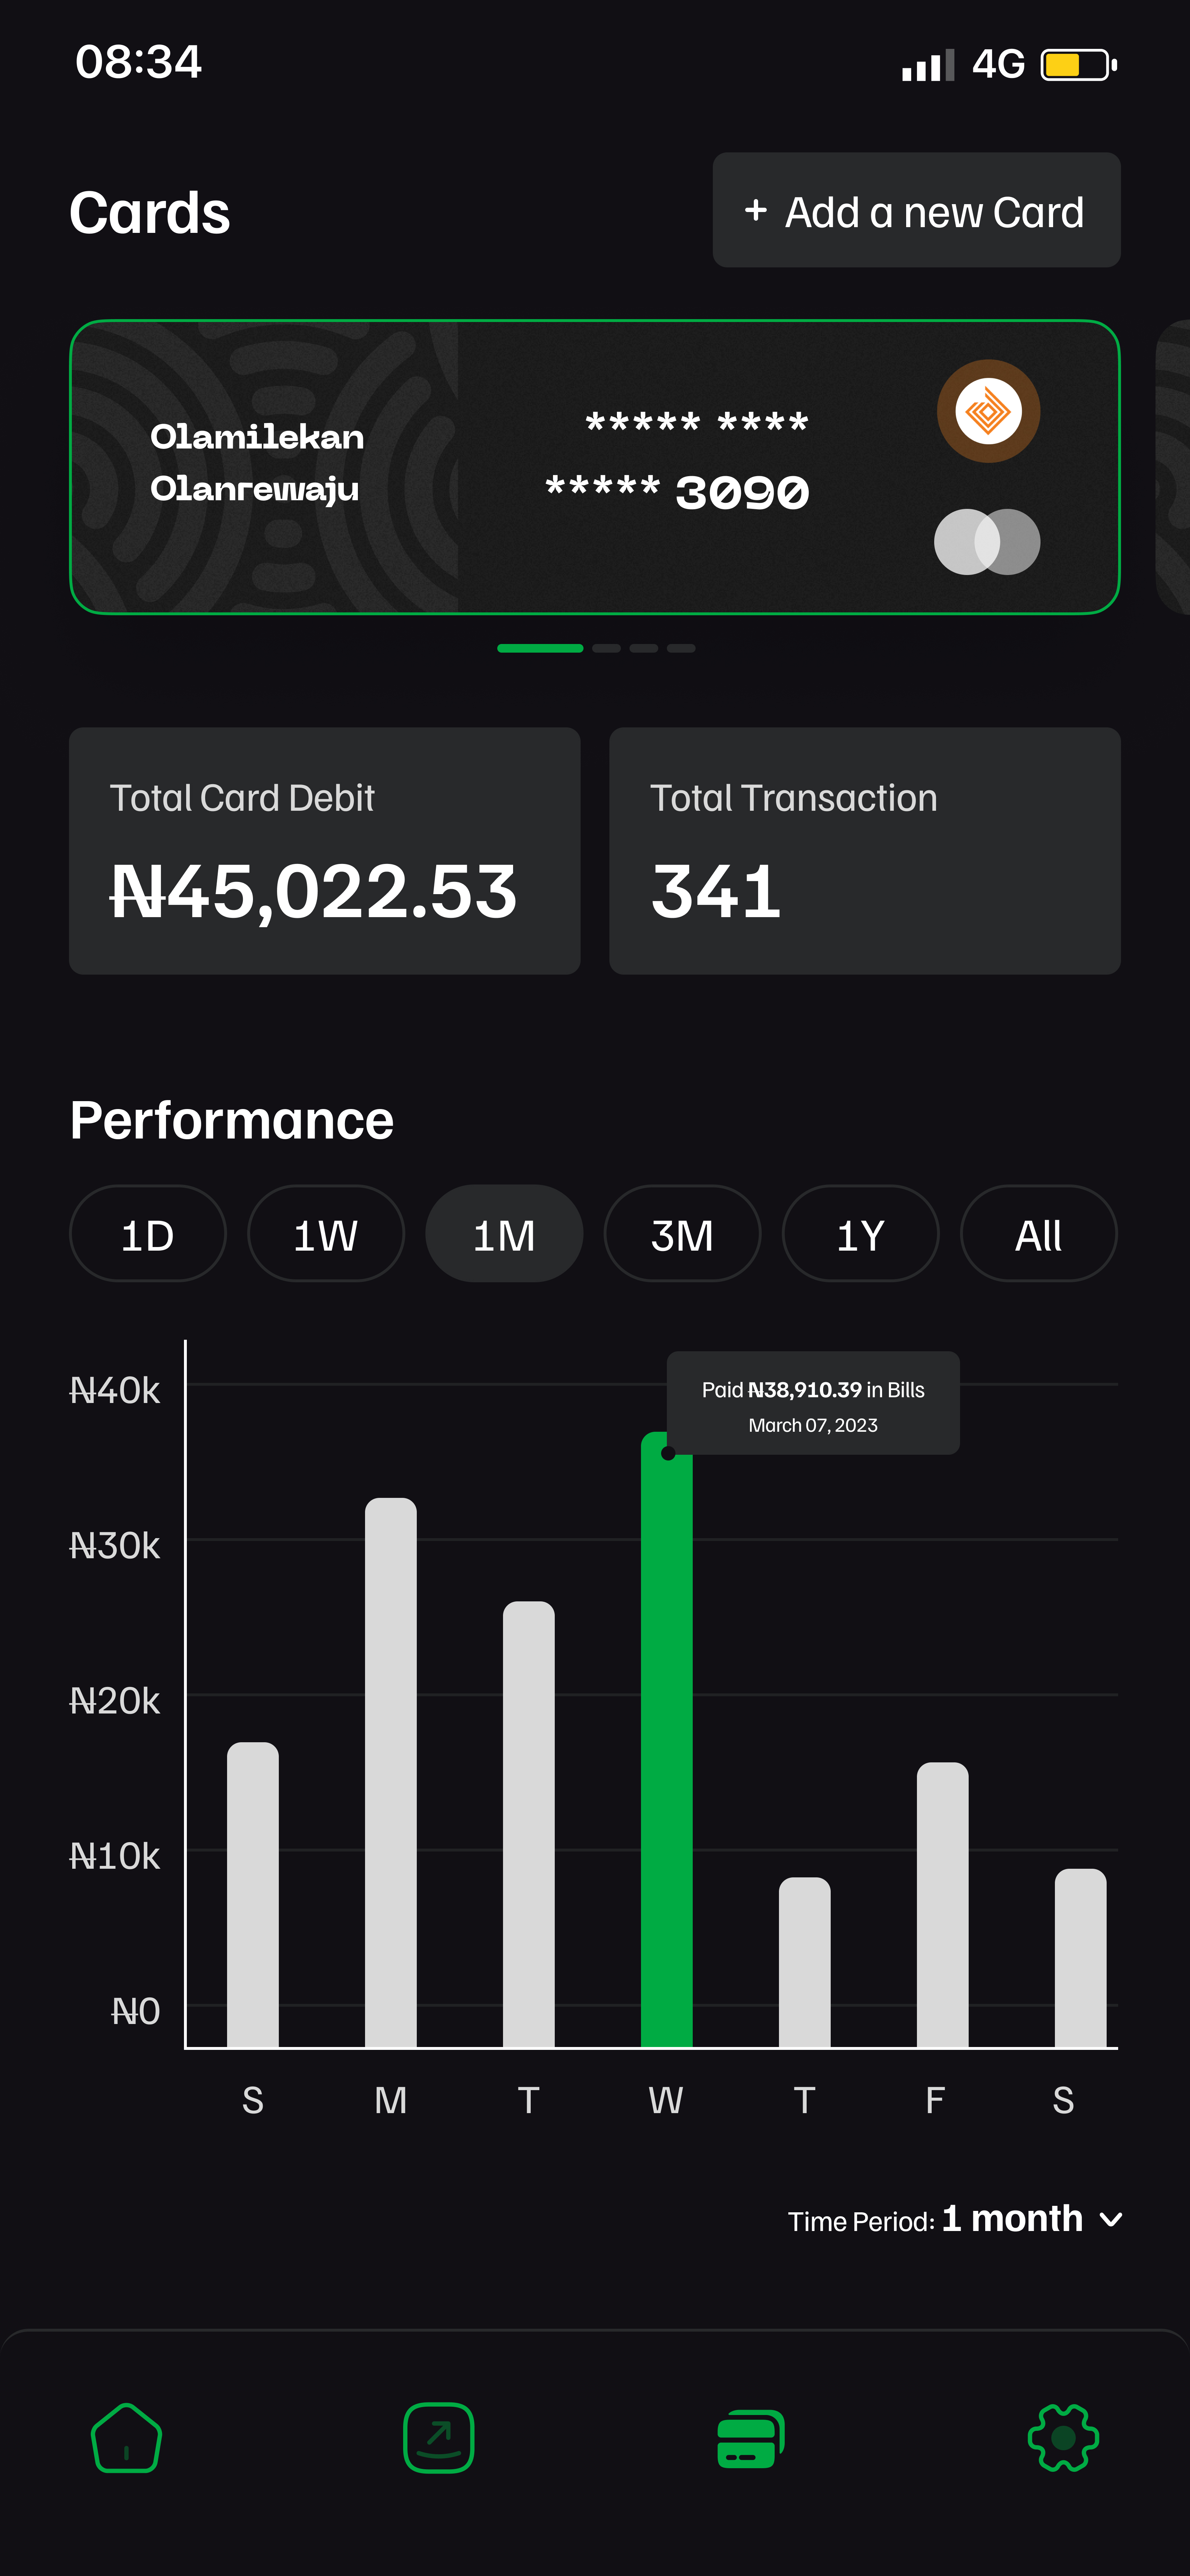 08:34
4G
Cards
+ Add a new Card
Olamilekan
Olanrewaju
***** ****
***** 3090
Total Card Debit
₦45,022.53
Total Transaction
341
Performance
1D 1W 1M 3M 1Y All
₦40k
Paid ₦38,910.39 in Bills
March 07, 2023
₦30k
₦20k
₦10k
₦0
S M T W T F S
Time Period: 1 month